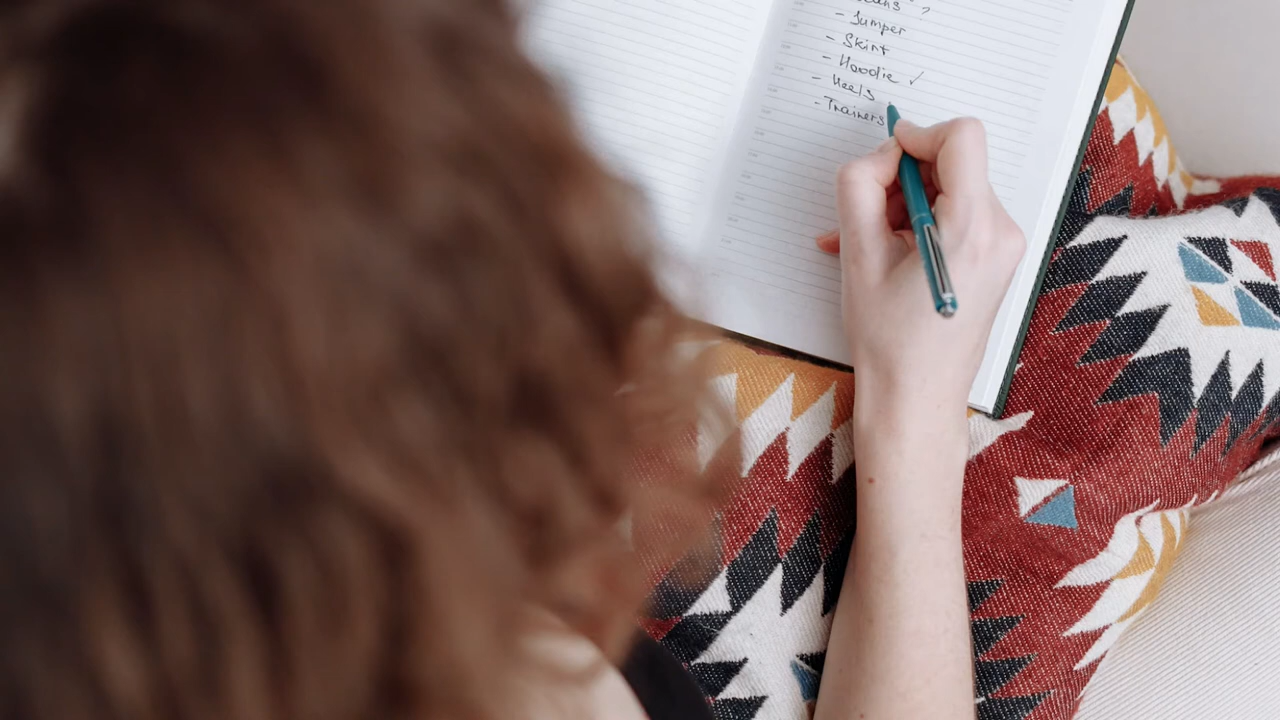 ?
- Jumper
- Skirt
- Hoodie ✓
- Heels
- Trainers